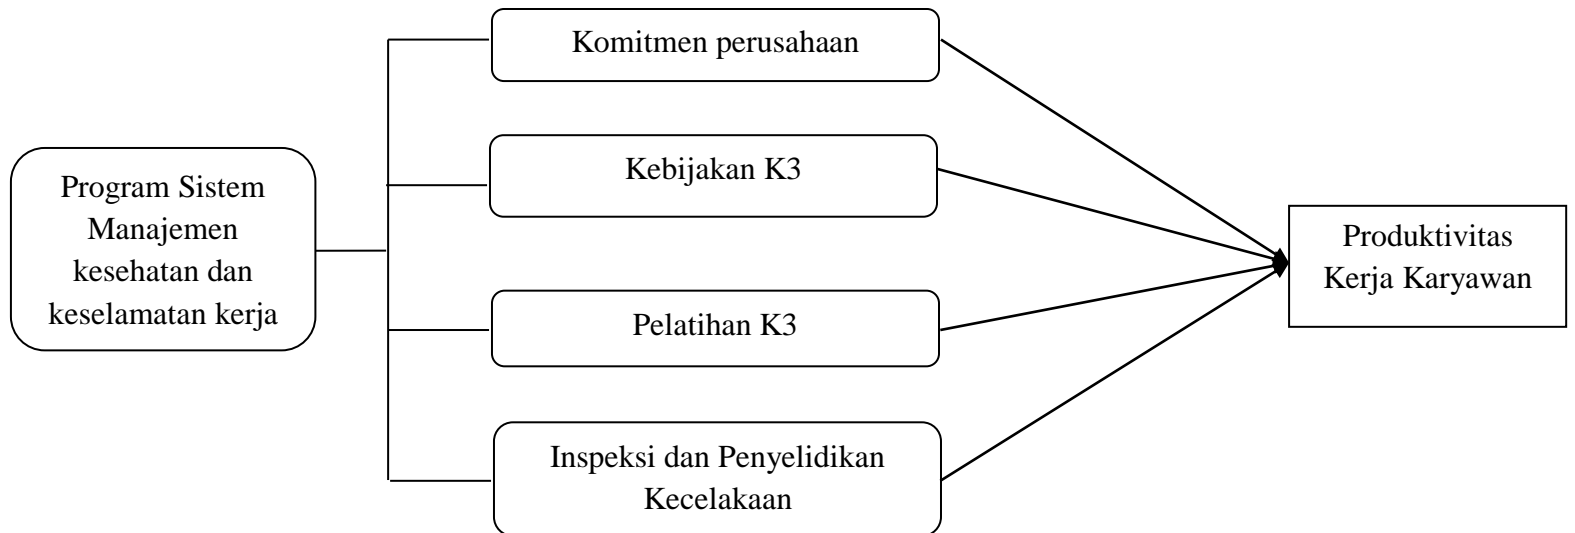 Program Sistem
Manajemen
kesehatan dan
keselamatan kerja
Komitmen perusahaan
Kebijakan K3
Pelatihan K3
Inspeksi dan Penyelidikan
Kecelakaan
Produktivitas
Kerja Karyawan